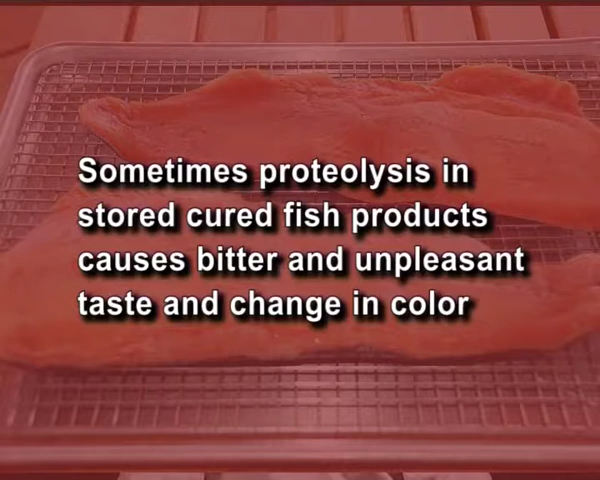 Sometimes proteolysis in
stored cured fish products
causes bitter and unpleasant
taste and change in color